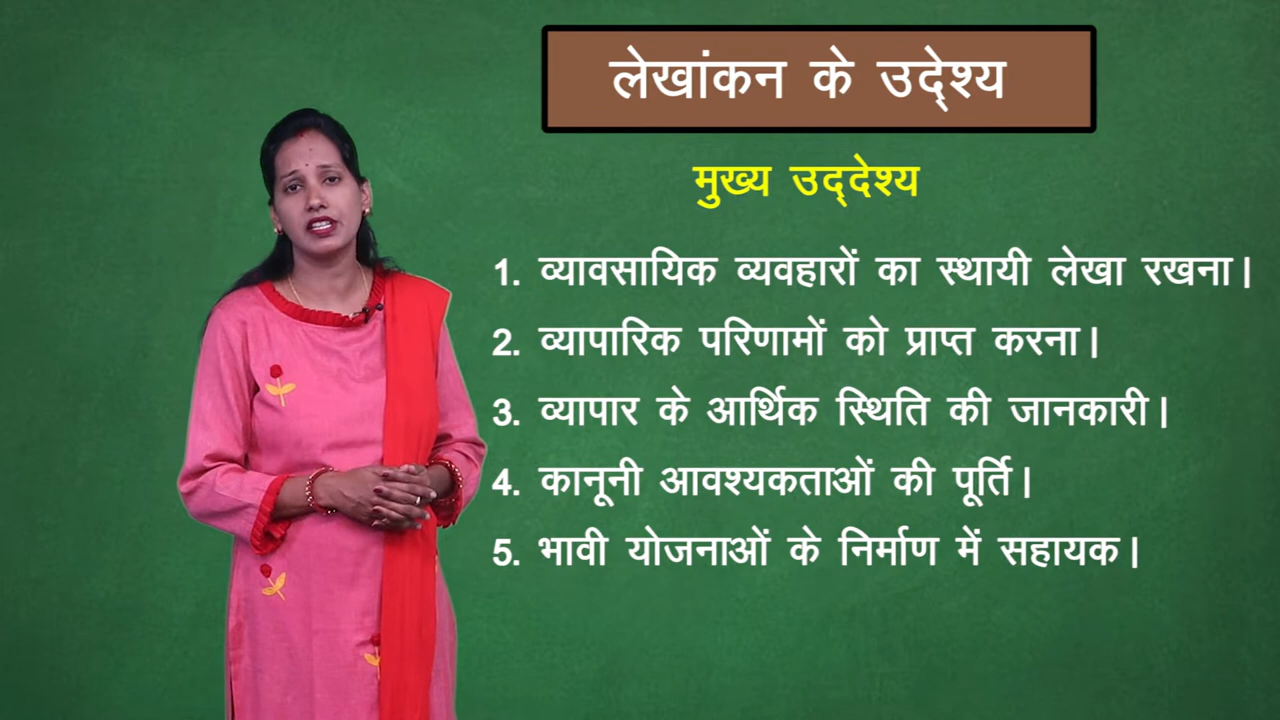 लेखांकन के उद्देश्य
मुख्य उद्‌देश्य
1. व्यावसायिक व्यवहारों का स्थायी लेखा रखना।
2. व्यापारिक परिणामों को प्राप्त करना।
3. व्यापार के आर्थिक स्थिति की जानकारी।
4. कानूनी आवश्यकताओं की पूर्ति।
5. भावी योजनाओं के निर्माण में सहायक।